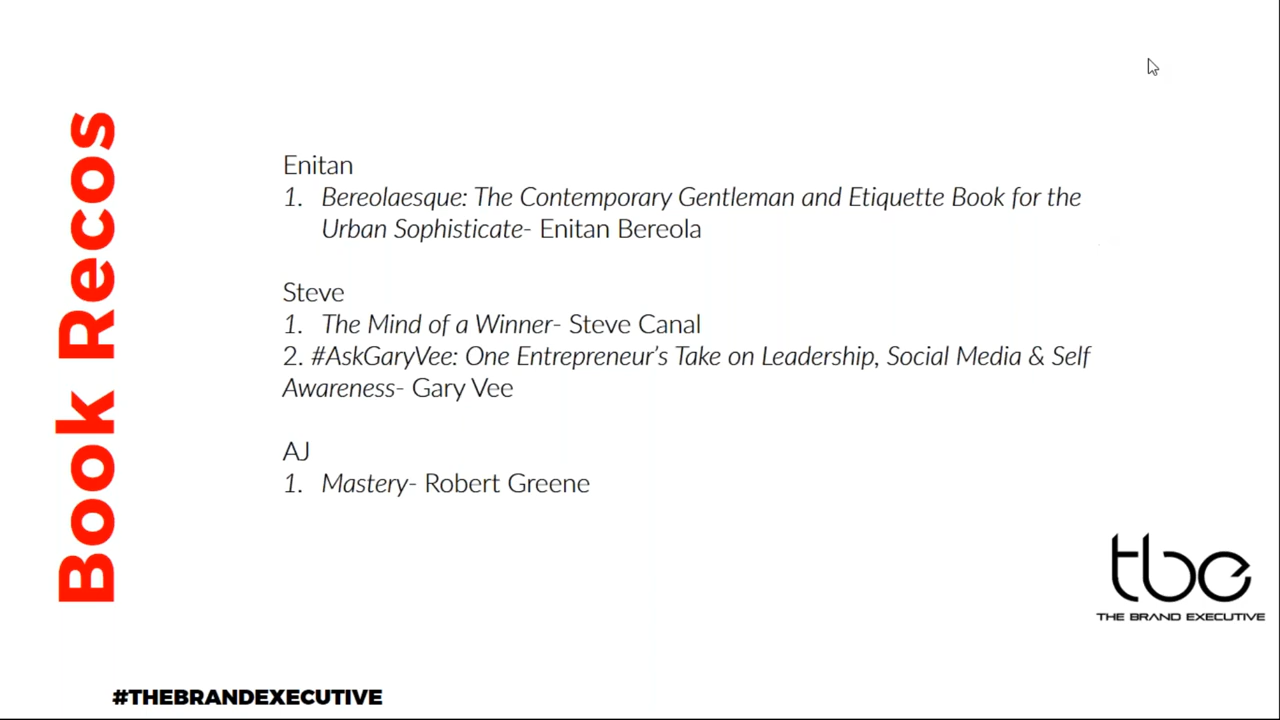 Book Recos
Enitan
1. Bereolaesque: The Contemporary Gentleman and Etiquette Book for the
Urban Sophisticate- Enitan Bereola
Steve
1. The Mind of a Winner- Steve Canal
2. #AskGaryVee: One Entrepreneur's Take on Leadership, Social Media & Self
Awareness- Gary Vee
AJ
1. Mastery- Robert Greene
tbe
THE BRAND EXECUTIVE
#THEBRANDEXECUTIVE